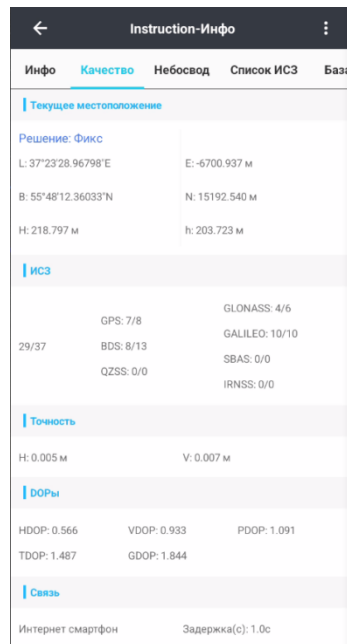 Instruction-Инфо
Инфо Качество Небосвод Список ИСЗ База
Текущее местоположение
Решение: Фикс
L: 37°23'28.96798"E E: -6700.937 м
B: 55°48'12.36033"N N: 15192.540 м
H: 218.797 м h: 203.723 м
ИСЗ
GLONASS: 4/6
GPS: 7/8
GALILEO: 10/10
29/37 BDS: 8/13
SBAS: 0/0
QZSS: 0/0
IRNSS: 0/0
Точность
H: 0.005 м V: 0.007 м
DOPы
HDOP: 0.566 VDOP: 0.933 PDOP: 1.091
TDOP: 1.487 GDOP: 1.844
Связь
Интернет смартфон Задержка(с): 1.0с